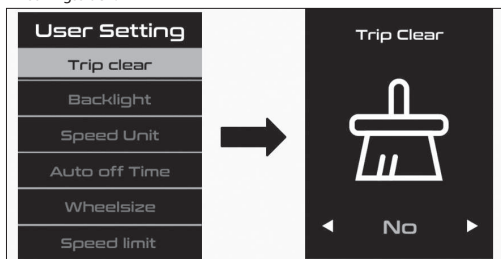 User Setting
Trip clear
Backlight
Speed Unit
Auto off Time
Wheelsize
Speed limit
Trip Clear
No